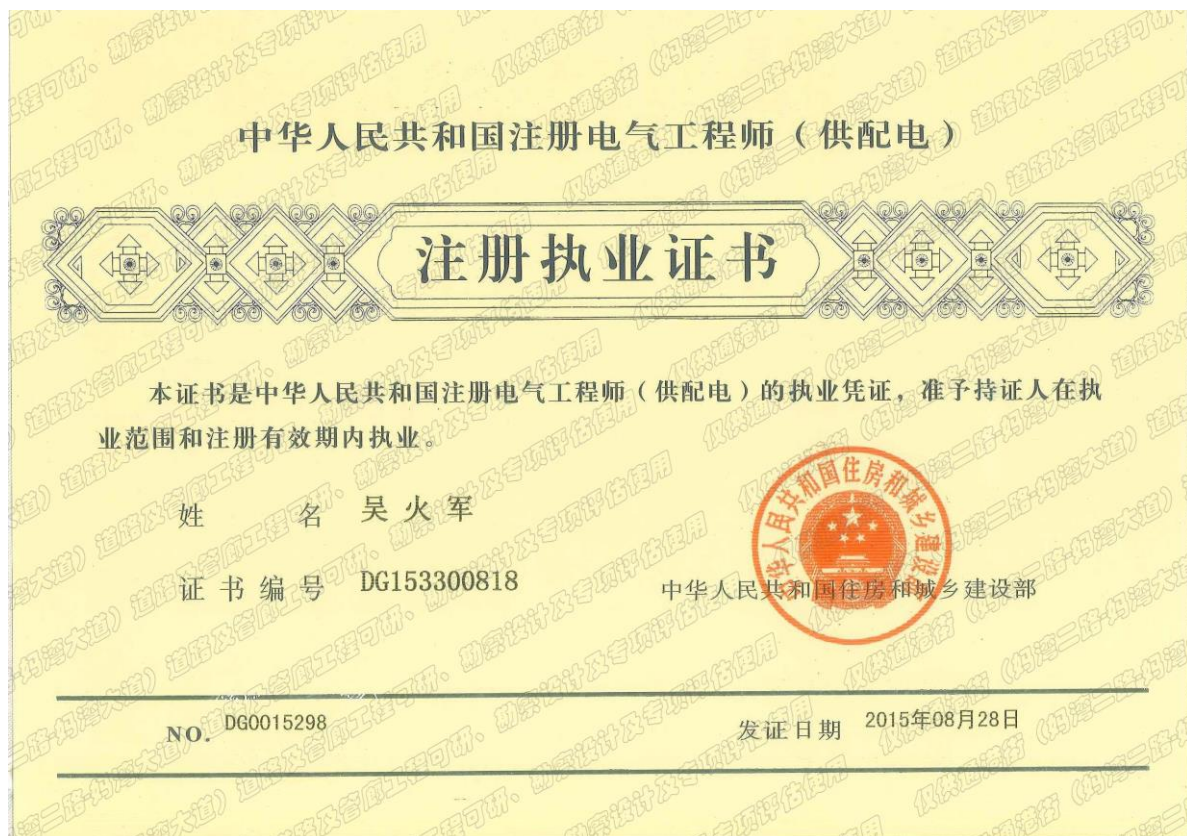 中华人民共和国注册电气工程师（供配电）
注册执业证书
本证书是中华人民共和国注册电气工程师（供配电）的执业凭证，准予持证人在执
业范围和注册有效期内执业。
姓 名 吴火军
证书编号 DG153300818
中华人民共和国住房和城乡建设部
中华人民共和国住房和城乡建设部
NO. DG0015298
发证日期 2015年08月28日
仅供通港街（妈湾二路-妈湾大道）道路及管廊工程可研、勘察设计及专项评估使用